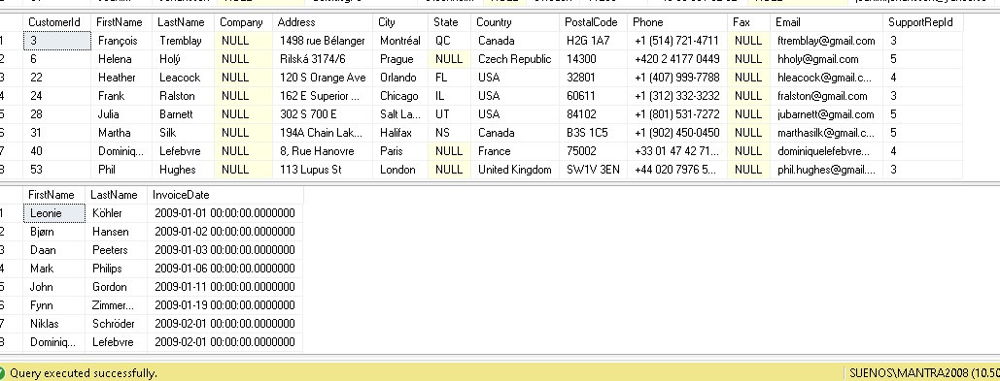 CustomerId FirstName LastName Company Address City State Country PostalCode Phone Fax Email SupportRepId
1 3 François Tremblay NULL 1498 rue Bélanger Montréal QC Canada H2G 1A7 +1 (514) 721-4711 NULL ftremblay@gmail.com 3
2 6 Helena Holý NULL Rilská 3174/6 Prague NULL Czech Republic 14300 +420 2 4177 0449 NULL hholy@gmail.com 5
3 22 Heather Leacock NULL 120 S Orange Ave Orlando FL USA 32801 +1 (407) 999-7788 NULL hleacock@gmail.com 4
4 24 Frank Ralston NULL 162 E Superior ... Chicago IL USA 60611 +1 (312) 332-3232 NULL fralston@gmail.com 3
5 28 Julia Barnett NULL 302 S 700 E Salt La... UT USA 84102 +1 (801) 531-7272 NULL jubarnett@gmail.com 5
6 31 Martha Silk NULL 194A Chain Lak... Halifax NS Canada B3S 1C5 +1 (902) 450-0450 NULL marthasilk@gmail.c... 5
7 40 Dominiq... Lefebvre NULL 8, Rue Hanovre Paris NULL France 75002 +33 01 47 42 71... NULL dominiquelefebvre... 4
8 53 Phil Hughes NULL 113 Lupus St London NULL United Kingdom SW1V 3EN +44 020 7976 5... NULL phil.hughes@gmail.... 3
FirstName LastName InvoiceDate
1 Leonie Köhler 2009-01-01 00:00:00.0000000
2 Bjørn Hansen 2009-01-02 00:00:00.0000000
3 Daan Peeters 2009-01-03 00:00:00.0000000
4 Mark Philips 2009-01-06 00:00:00.0000000
5 John Gordon 2009-01-11 00:00:00.0000000
6 Fynn Zimmer... 2009-01-19 00:00:00.0000000
7 Niklas Schröder 2009-02-01 00:00:00.0000000
8 Dominiq... Lefebvre 2009-02-01 00:00:00.0000000
Query executed successfully. SUENOS\MANTRA2008 (10.50